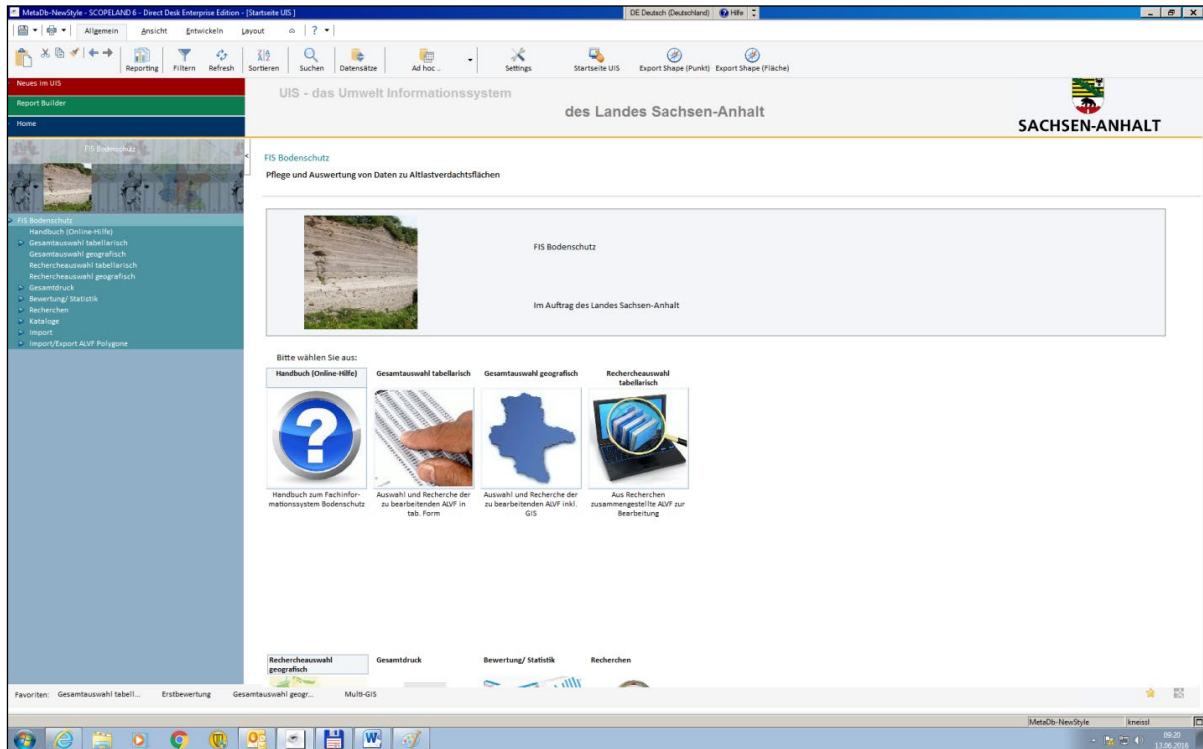 MetaDb-NewStyle - SCOPELAND 6 - Direct Desk Enterprise Edition - [Startseite UIS ]
DE Deutsch (Deutschland) Hilfe
Allgemein Ansicht Entwickeln Layout ?
Reporting Filtern Refresh Sortieren Suchen Datensätze Ad hoc .. Settings Startseite UIS Export Shape (Punkt) Export Shape (Fläche)
Neues im UIS
Report Builder
Home
UIS - das Umwelt Informationssystem
des Landes Sachsen-Anhalt
SACHSEN-ANHALT
FIS Bodenschutz
FIS Bodenschutz
Handbuch (Online-Hilfe)
Gesamtauswahl tabellarisch
Gesamtauswahl geografisch
Rechercheauswahl tabellarisch
Rechercheauswahl geografisch
Gesamtdruck
Bewertung/ Statistik
Recherchen
Kataloge
Import
Import/Export ALVF Polygone
FIS Bodenschutz
Pflege und Auswertung von Daten zu Altlastverdachtsflächen
FIS Bodenschutz
Im Auftrag des Landes Sachsen-Anhalt
Bitte wählen Sie aus:
Handbuch (Online-Hilfe) Gesamtauswahl tabellarisch Gesamtauswahl geografisch Rechercheauswahl
tabellarisch
Handbuch zum Fachinfor- Auswahl und Recherche der Auswahl und Recherche der Aus Recherchen
mationssystem Bodenschutz zu bearbeitenden ALVF in zu bearbeitenden ALVF inkl. zusammengestellte ALVF zur
tab. Form GIS Bearbeitung
Rechercheauswahl Gesamtdruck Bewertung/ Statistik Recherchen
geografisch
Favoriten: Gesamtauswahl tabell... Erstbewertung Gesamtauswahl geogr... Multi-GIS
MetaDb-NewStyle kneissl
09:20
17.06.2016